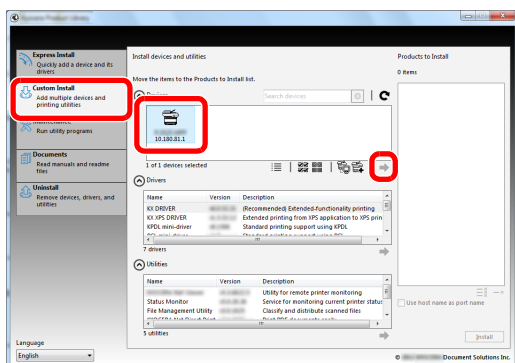 Product Library
Express Install
Quickly add a device and its
drivers
Custom Install
Add multiple devices and
printing utilities
Maintenance
Run utility programs
Documents
Read manuals and readme
files
Uninstall
Remove devices, drivers, and
utilities
Language
English
Install devices and utilities
Move the items to the Products to Install list.
Devices
Search devices
10.180.81.1
1 of 1 devices selected
Drivers
Name Version Description
KX DRIVER (Recommended) Extended-functionality printing
KX XPS DRIVER Extended printing from XPS application to XPS prin
KPDL mini-driver Standard printing support using KPDL
7 drivers
Utilities
Name Version Description
Utility for remote printer monitoring
Status Monitor Service for monitoring current printer status
File Management Utility Classify and distribute scanned files
5 utilities
Products to Install
0 items
Use host name as port name
Install
© Document Solutions Inc.